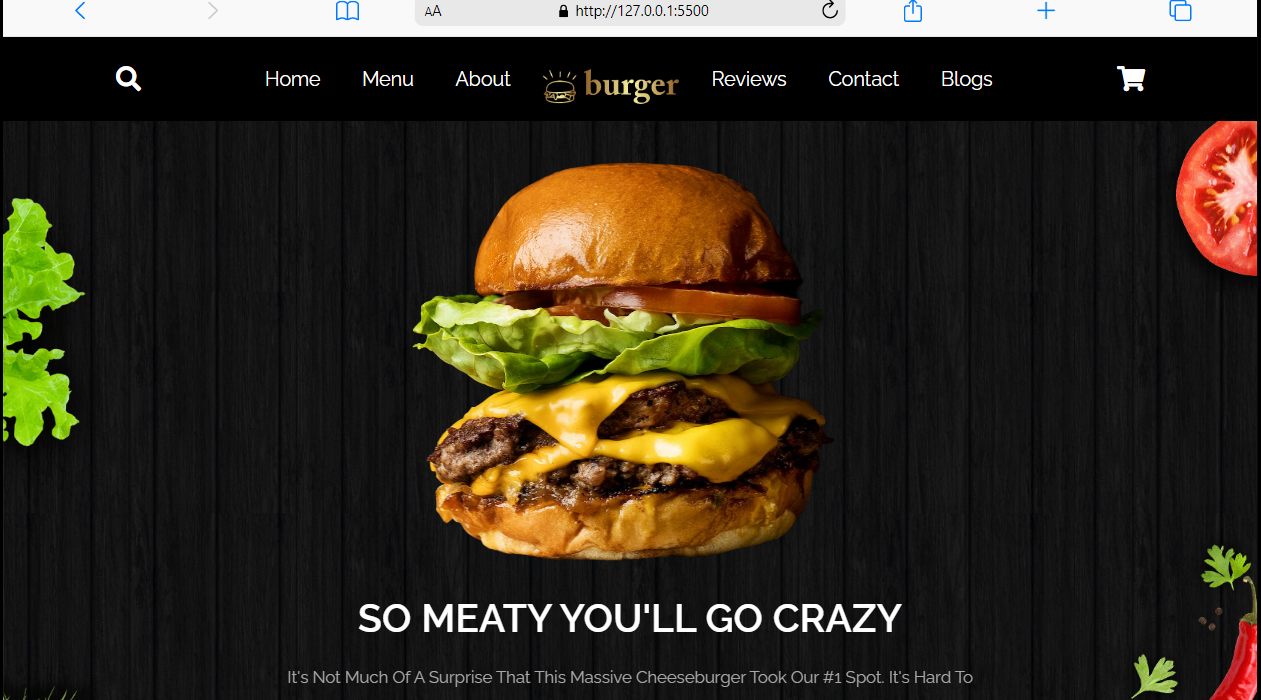 AA http://127.0.0.1:5500
Home Menu About burger Reviews Contact Blogs
SO MEATY YOU'LL GO CRAZY
It's Not Much Of A Surprise That This Massive Cheeseburger Took Our #1 Spot. It's Hard To